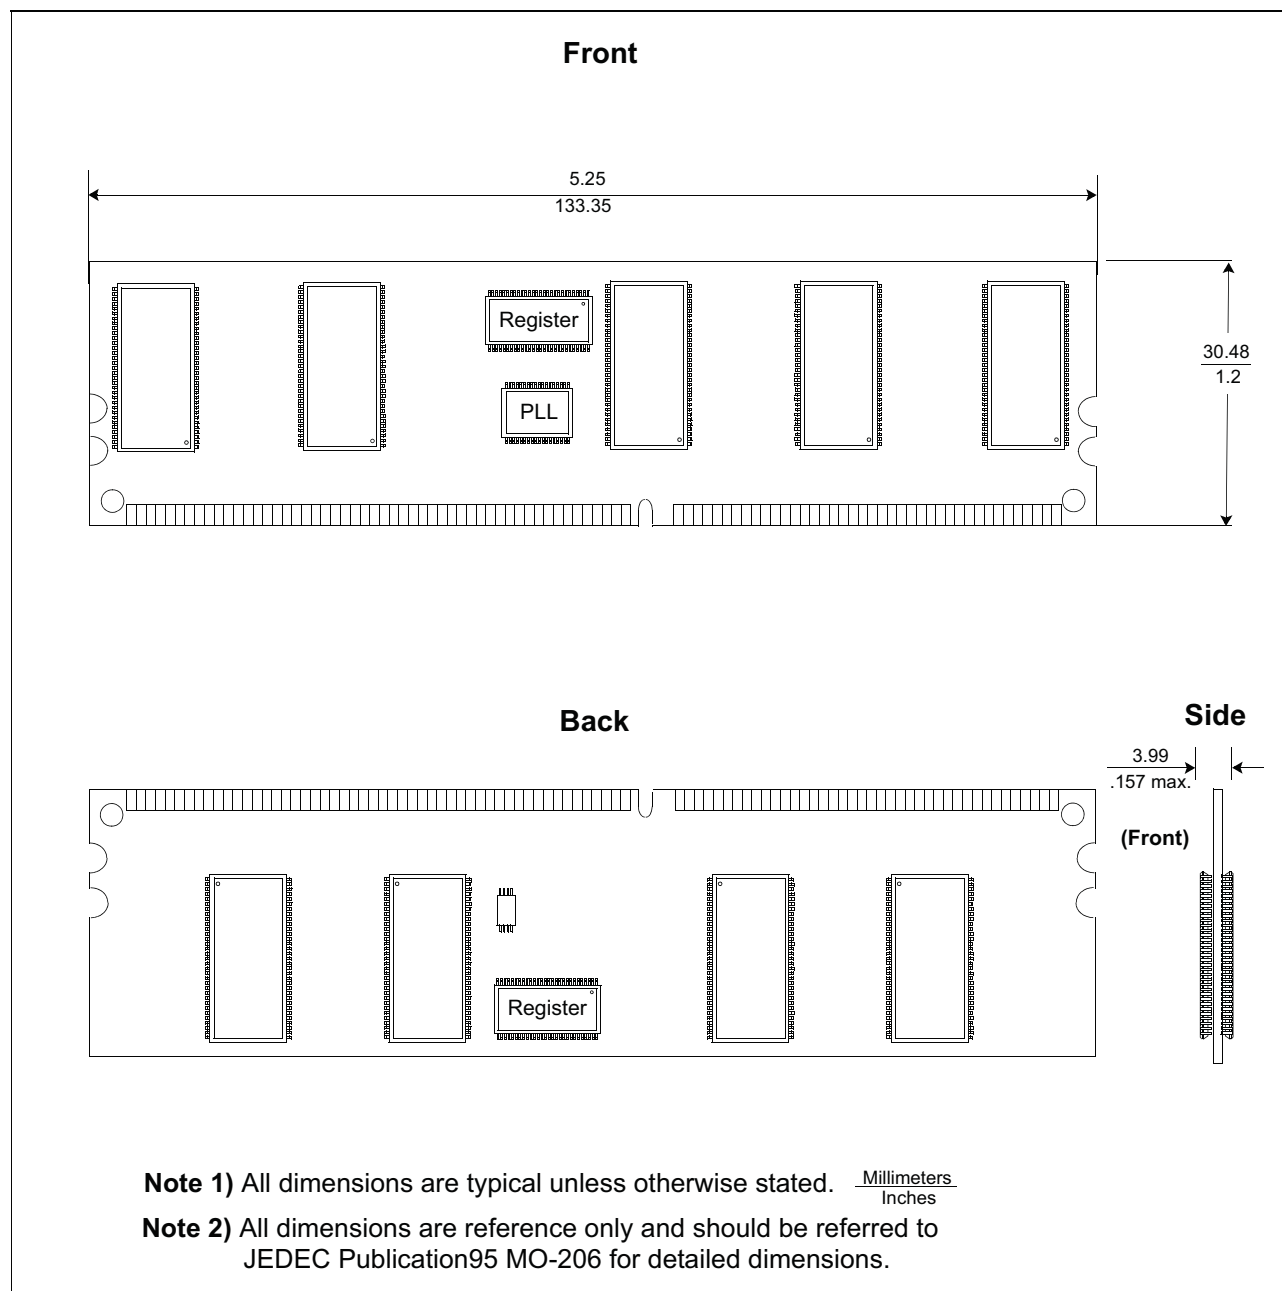 Front
5.25
133.35
Register
PLL
30.48
1.2
Back
Side
3.99
.157 max.
(Front)
Register
Note 1) All dimensions are typical unless otherwise stated. Millimeters
Inches
Note 2) All dimensions are reference only and should be referred to
JEDEC Publication95 MO-206 for detailed dimensions.